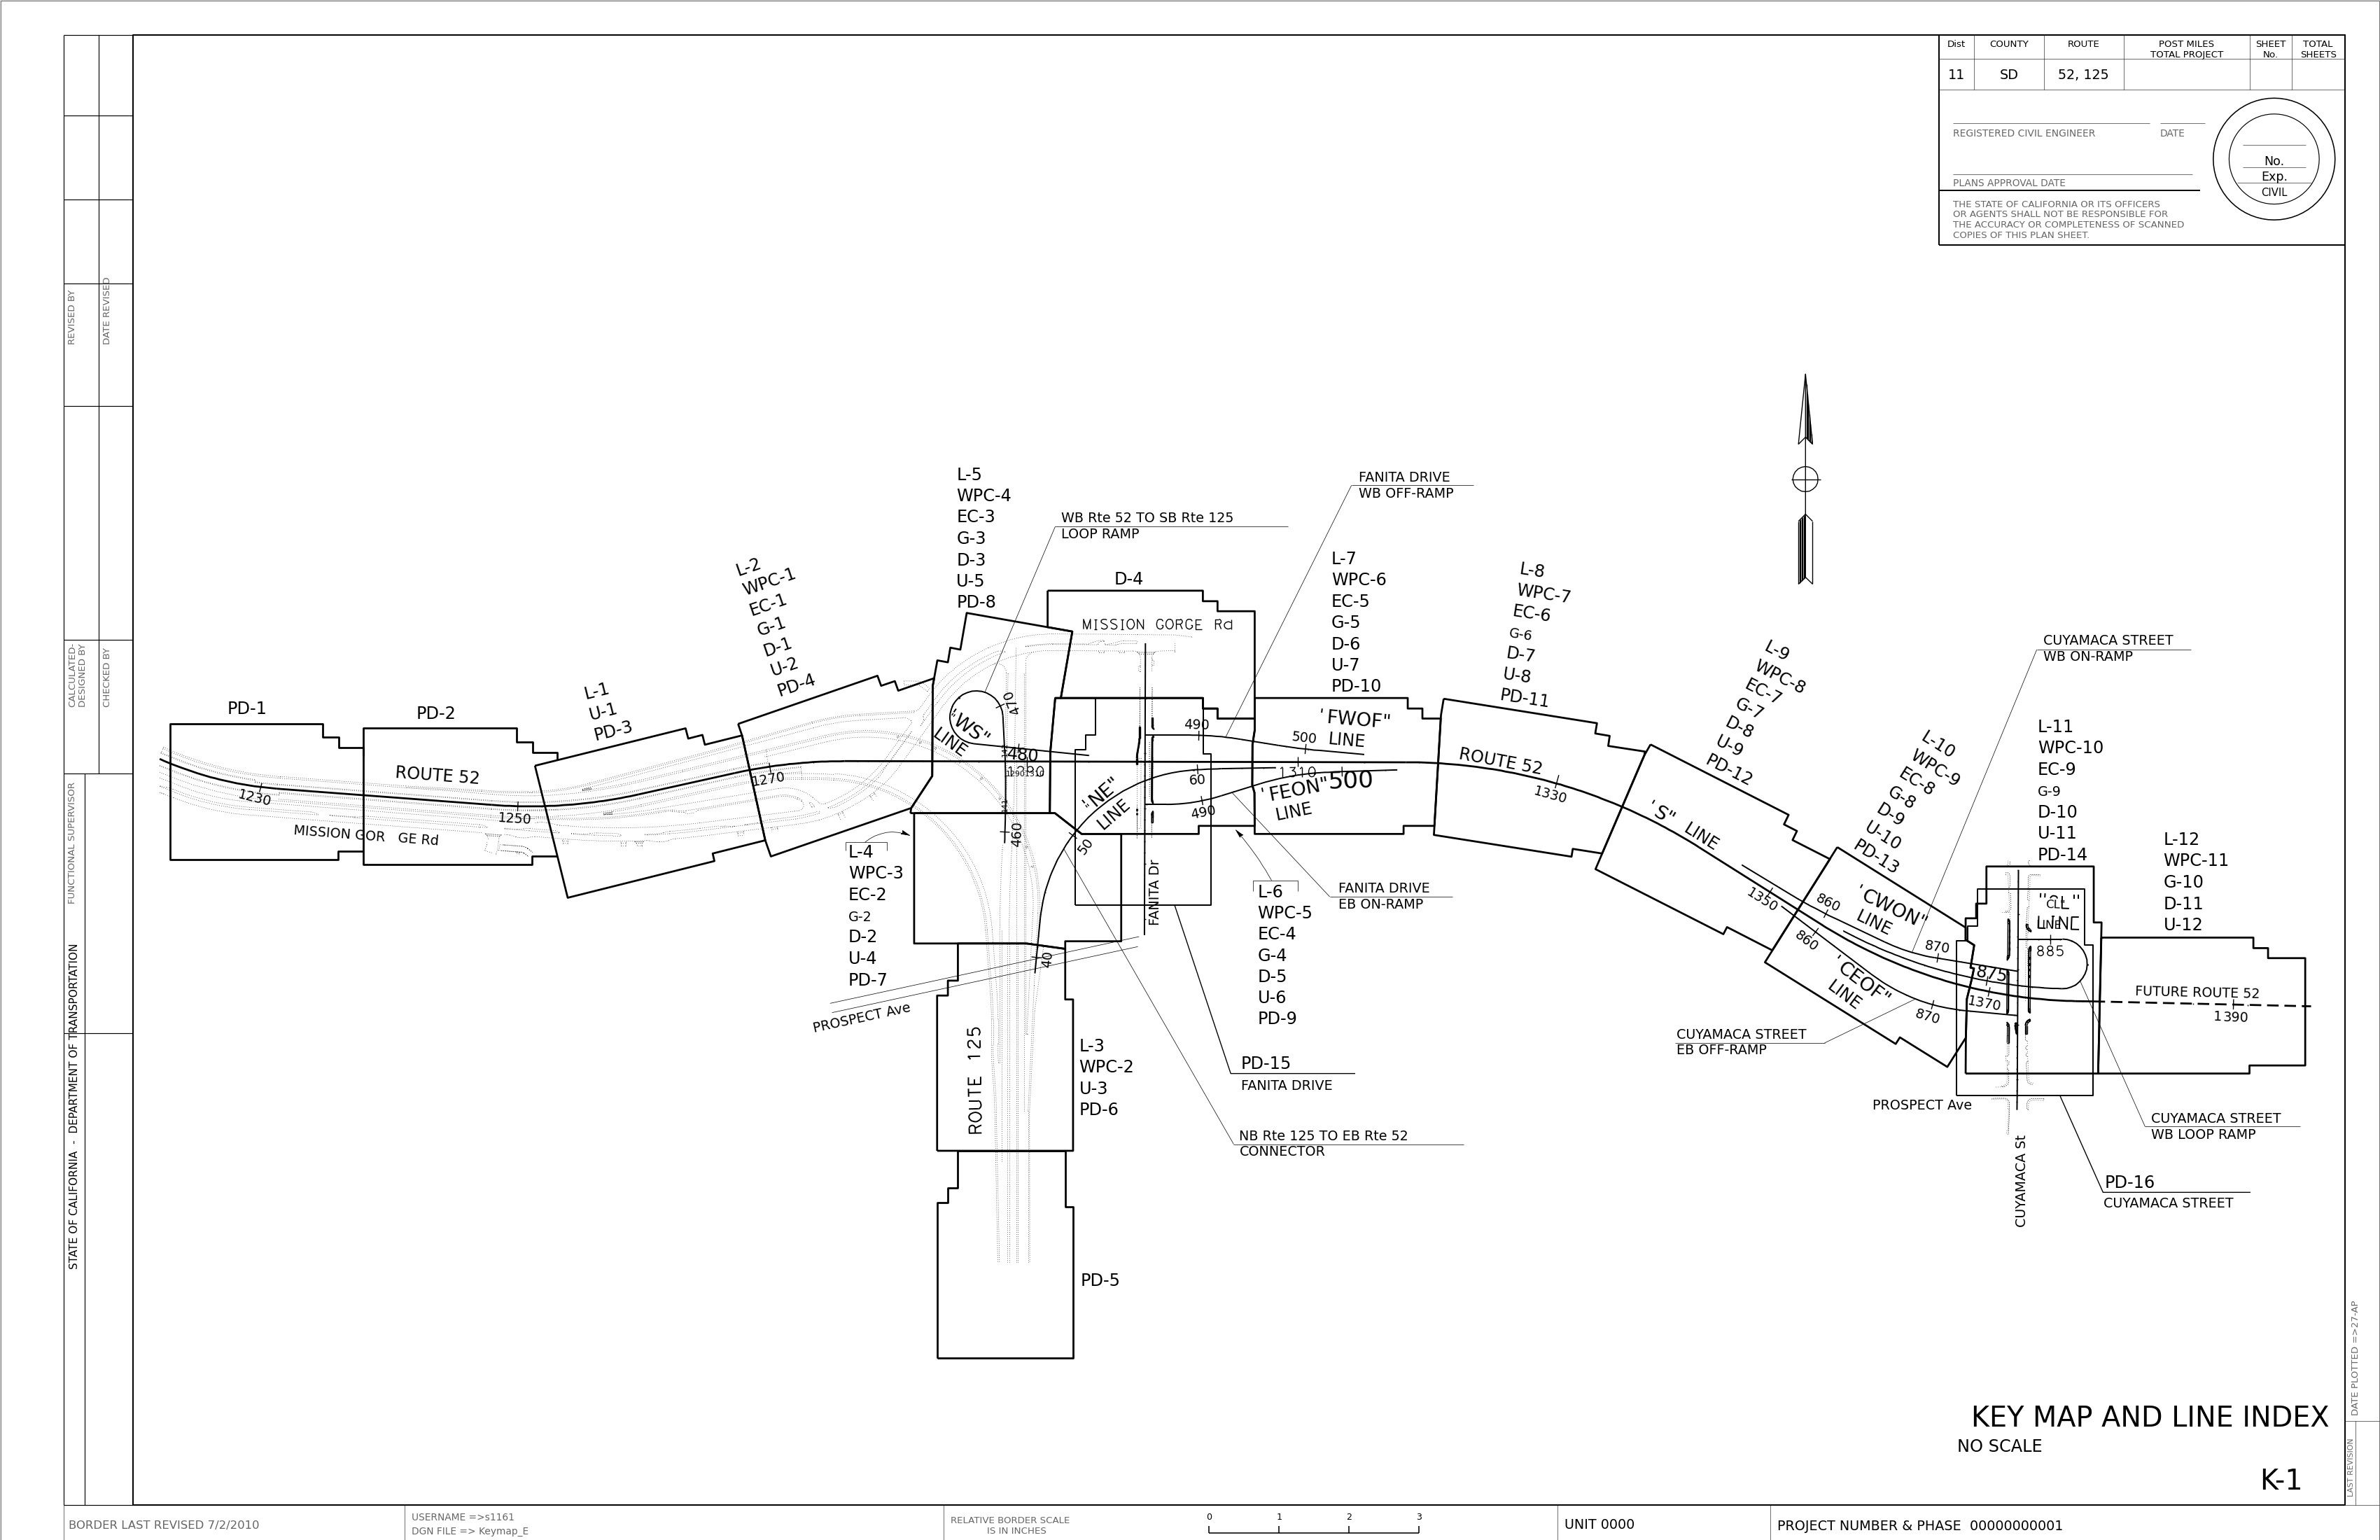 Dist COUNTY ROUTE POST MILES TOTAL PROJECT SHEET No. TOTAL SHEETS
11 SD 52, 125
REGISTERED CIVIL ENGINEER DATE
PLANS APPROVAL DATE
No.
Exp.
CIVIL
THE STATE OF CALIFORNIA OR ITS OFFICERS
OR AGENTS SHALL NOT BE RESPONSIBLE FOR
THE ACCURACY OR COMPLETENESS OF SCANNED
COPIES OF THIS PLAN SHEET.
REVISED BY
DATE REVISED
CALCULATED-
DESIGNED BY
CHECKED BY
FUNCTIONAL SUPERVISOR
STATE OF CALIFORNIA - DEPARTMENT OF TRANSPORTATION
PD-1
PD-2
ROUTE 52
1230
1250
MISSION GOR GE Rd
L-1
U-1
PD-3
L-2
WPC-1
EC-1
G-1
D-1
U-2
PD-4
1270
L-5
WPC-4
EC-3
G-3
D-3
U-5
PD-8
WB Rte 52 TO SB Rte 125
LOOP RAMP
FANITA DRIVE
WB OFF-RAMP
D-4
MISSION GORGE Rd
'WS"
LINE
470
480
460
'NE"
LINE
50
60
40
490
500
490
1310
'FWOF"
LINE
'FEON"
LINE
500
L-4
WPC-3
EC-2
G-2
D-2
U-4
PD-7
PROSPECT Ave
FANITA Dr
L-6
WPC-5
EC-4
G-4
D-5
U-6
PD-9
FANITA DRIVE
EB ON-RAMP
PD-15
FANITA DRIVE
NB Rte 125 TO EB Rte 52
CONNECTOR
ROUTE 125
L-3
WPC-2
U-3
PD-6
PD-5
L-7
WPC-6
EC-5
G-5
D-6
U-7
PD-10
L-8
WPC-7
EC-6
G-6
D-7
U-8
PD-11
ROUTE 52
1330
L-9
WPC-8
EC-7
G-7
D-8
U-9
PD-12
'S" LINE
1350
L-10
WPC-9
EC-8
G-8
D-9
U-10
PD-13
CUYAMACA STREET
WB ON-RAMP
860
'CWON"
LINE
870
860
'CEOF"
LINE
870
875
1370
CUYAMACA STREET
EB OFF-RAMP
L-11
WPC-10
EC-9
G-9
D-10
U-11
PD-14
LINE
885
L-12
WPC-11
G-10
D-11
U-12
FUTURE ROUTE 52
1390
PROSPECT Ave
CUYAMACA St
CUYAMACA STREET
WB LOOP RAMP
PD-16
CUYAMACA STREET
KEY MAP AND LINE INDEX
NO SCALE
K-1
DATE PLOTTED =>27-AP
LAST REVISION
BORDER LAST REVISED 7/2/2010
USERNAME =>s1161
DGN FILE => Keymap_E
RELATIVE BORDER SCALE
IS IN INCHES
0 1 2 3
UNIT 0000
PROJECT NUMBER & PHASE 00000000001